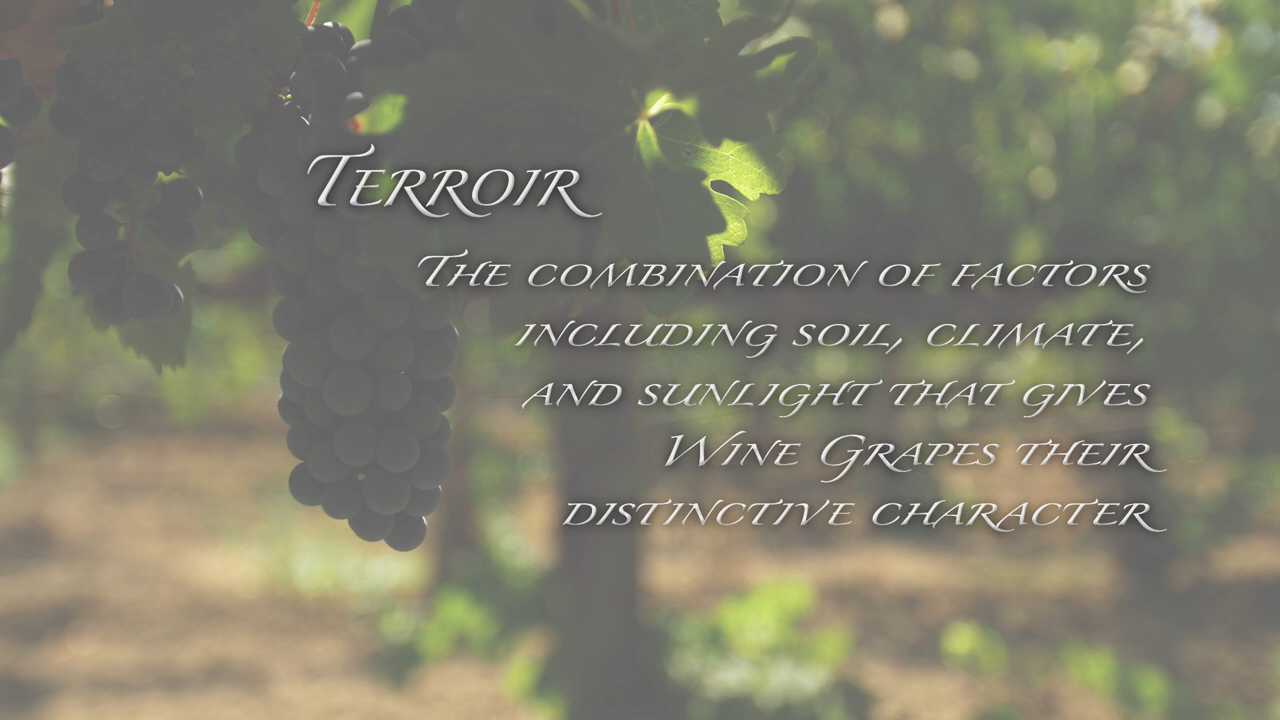 Terroir
The combination of factors
including soil, climate,
and sunlight that gives
Wine Grapes their
distinctive character